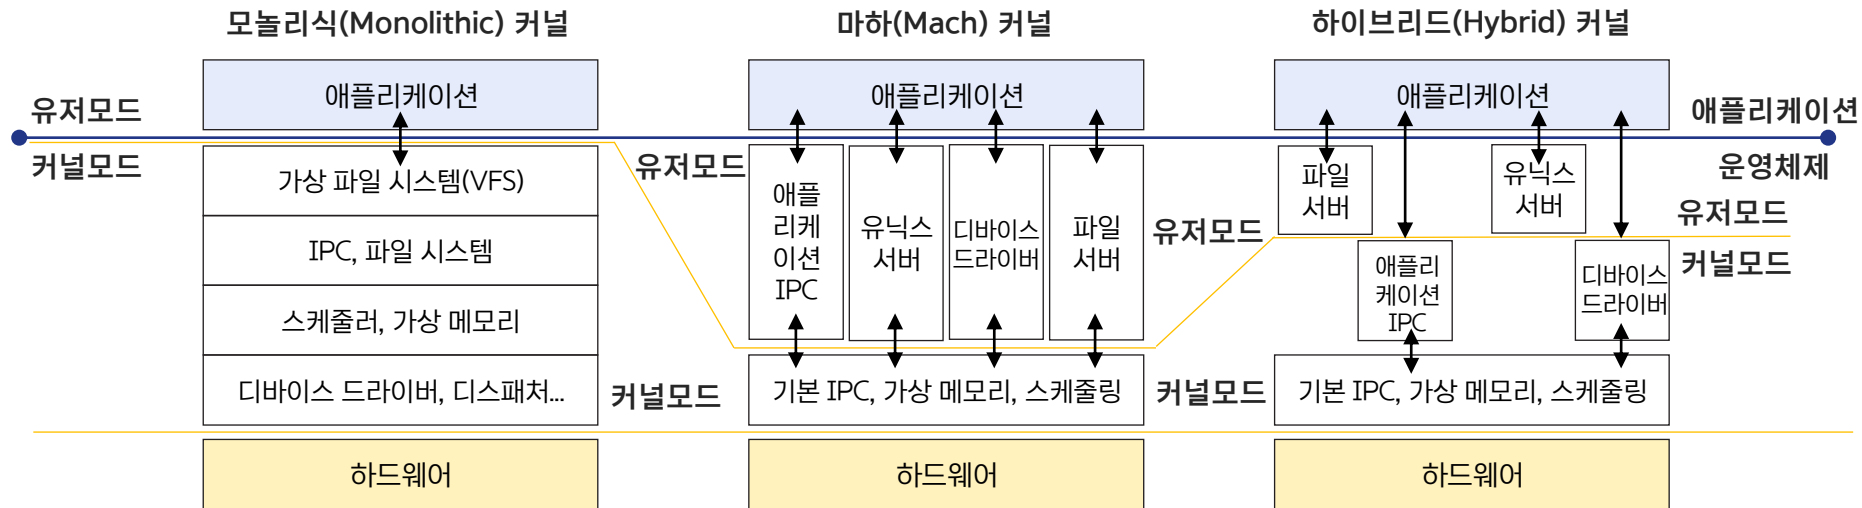 모놀리식(Monolithic) 커널
마하(Mach) 커널
하이브리드(Hybrid) 커널
유저모드
커널모드
애플리케이션
가상 파일 시스템(VFS)
IPC, 파일 시스템
스케줄러, 가상 메모리
디바이스 드라이버, 디스패처...
하드웨어
유저모드
커널모드
애플리케이션
애플
리케
이션
IPC
유닉스
서버
디바이스
드라이버
파일
서버
기본 IPC, 가상 메모리, 스케줄링
하드웨어
유저모드
커널모드
애플리케이션
파일
서버
애플리
케이션
IPC
유닉스
서버
디바이스
드라이버
기본 IPC, 가상 메모리, 스케줄링
하드웨어
애플리케이션
운영체제
유저모드
커널모드